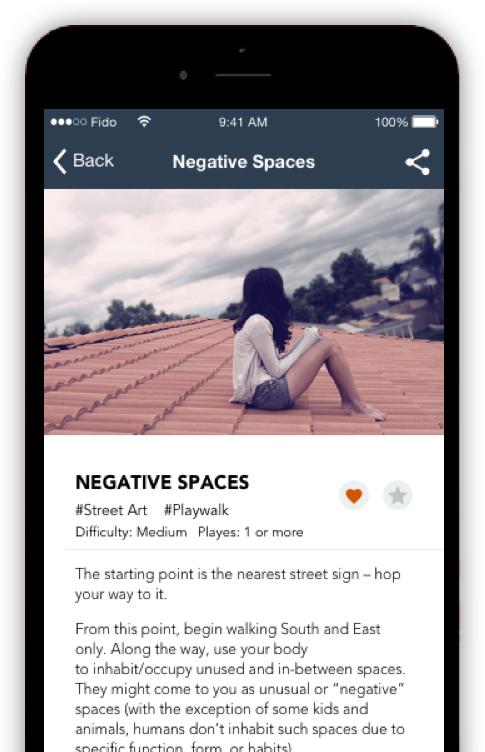 Fido 9:41 AM 100%
Back Negative Spaces
NEGATIVE SPACES
#Street Art #Playwalk
Difficulty: Medium Playes: 1 or more
The starting point is the nearest street sign – hop
your way to it.
From this point, begin walking South and East
only. Along the way, use your body
to inhabit/occupy unused and in-between spaces.
They might come to you as unusual or “negative”
spaces (with the exception of some kids and
animals, humans don’t inhabit such spaces due to
specific function, form, or habits)